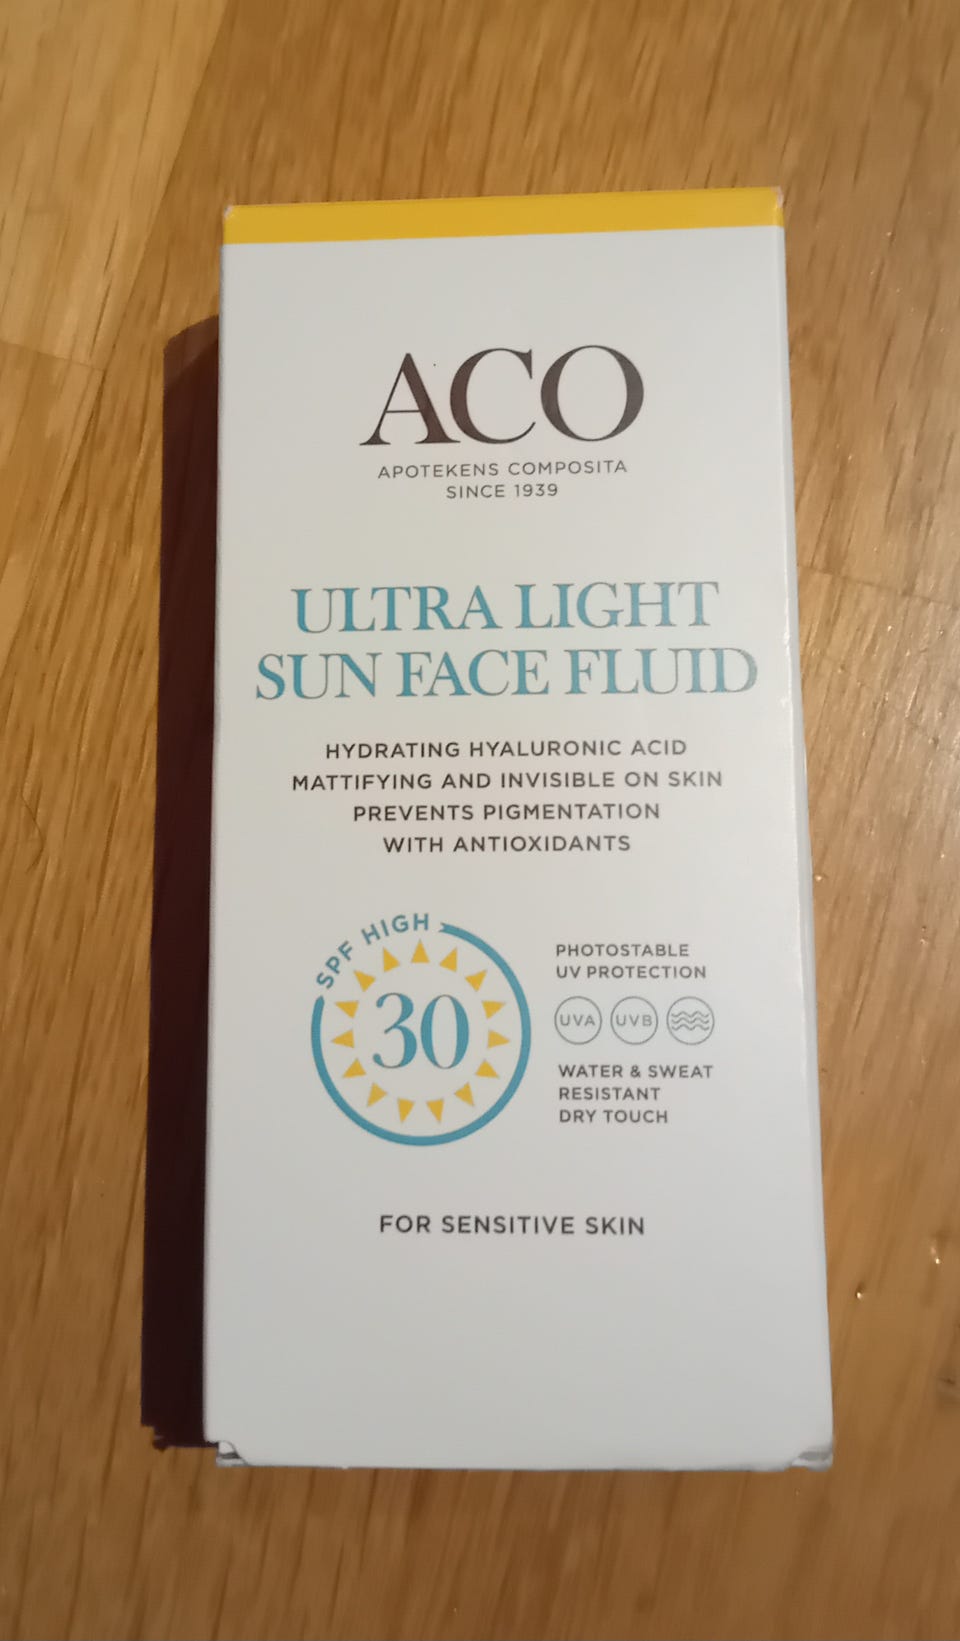 ACO
APOTEKENS COMPOSITA
SINCE 1939
ULTRA LIGHT
SUN FACE FLUID
HYDRATING HYALURONIC ACID
MATTIFYING AND INVISIBLE ON SKIN
PREVENTS PIGMENTATION
WITH ANTIOXIDANTS
SPF HIGH
30
PHOTOSTABLE
UV PROTECTION
UVA UVB
WATER & SWEAT
RESISTANT
DRY TOUCH
FOR SENSITIVE SKIN